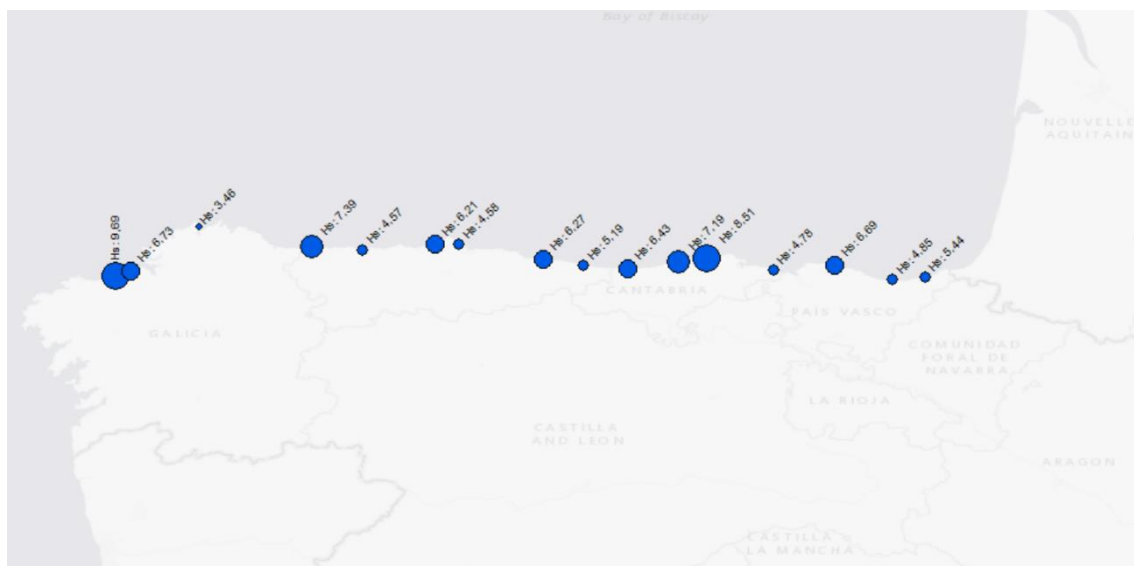 Bay of Biscay
NOUVELLE
AQUITAIN
Hs: 9,69
Hs: 6,73
Hs: 3,46
Hs: 7,39
Hs: 4,57
Hs: 6,21
Hs: 4,58
Hs: 6,27
Hs: 5,19
Hs: 6,43
Hs: 7,19
Hs: 8,51
Hs: 4,78
Hs: 6,69
Hs: 4,85
Hs: 5,44
CANTABRIA
PAÍS VASCO
GALICIA
COMUNIDAD
FORAL DE
NAVARRA
LA RIOJA
CASTILLA
AND LEON
ARAGON
CASTILLA -
LA MANCHA